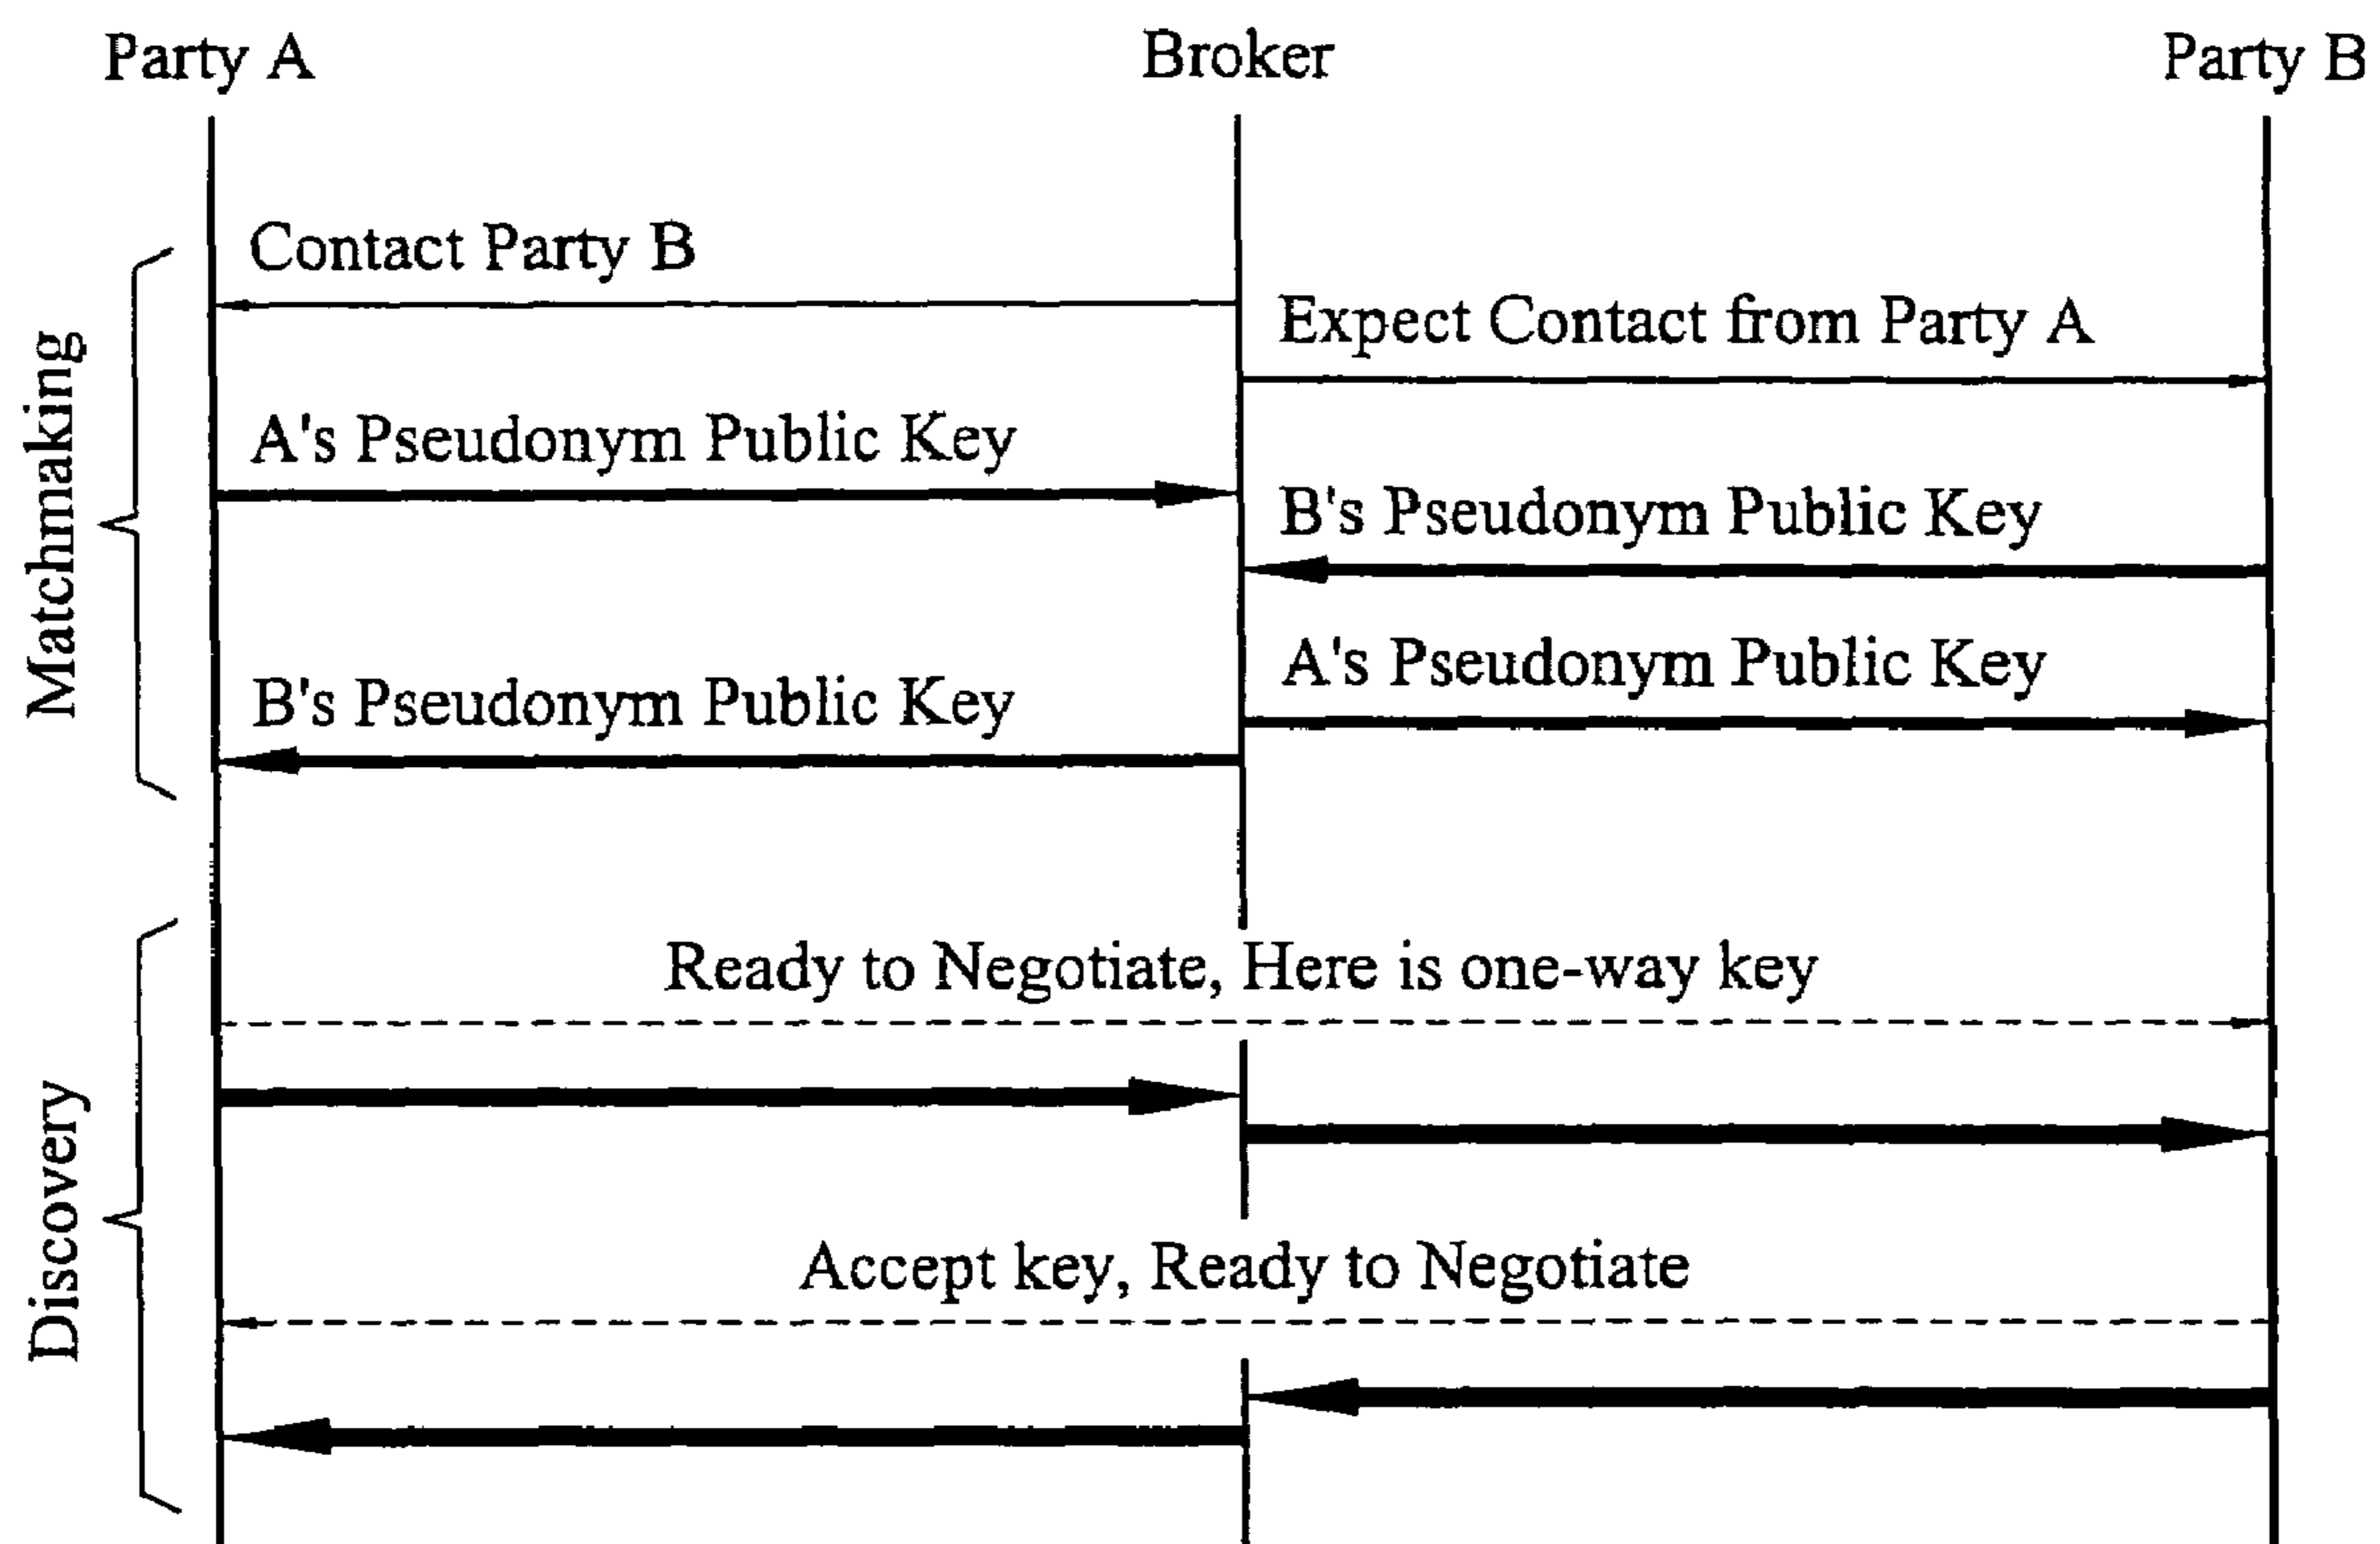 Party A
Broker
Party B
Matchmaking
Contact Party B
Expect Contact from Party A
A's Pseudonym Public Key
B's Pseudonym Public Key
A's Pseudonym Public Key
B's Pseudonym Public Key
Discovery
Ready to Negotiate, Here is one-way key
Accept key, Ready to Negotiate